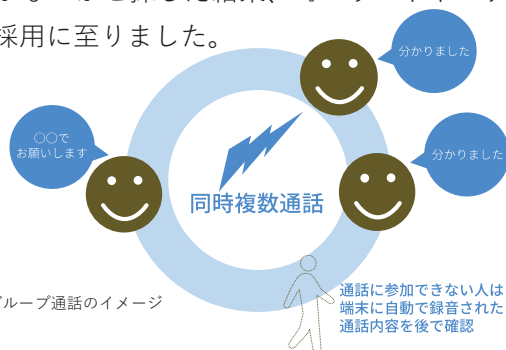 採用に至りました。
分かりました
〇〇で
お願いします
分かりました
同時複数通話
グループ通話のイメージ
通話に参加できない人は
端末に自動で録音された
通話内容を後で確認